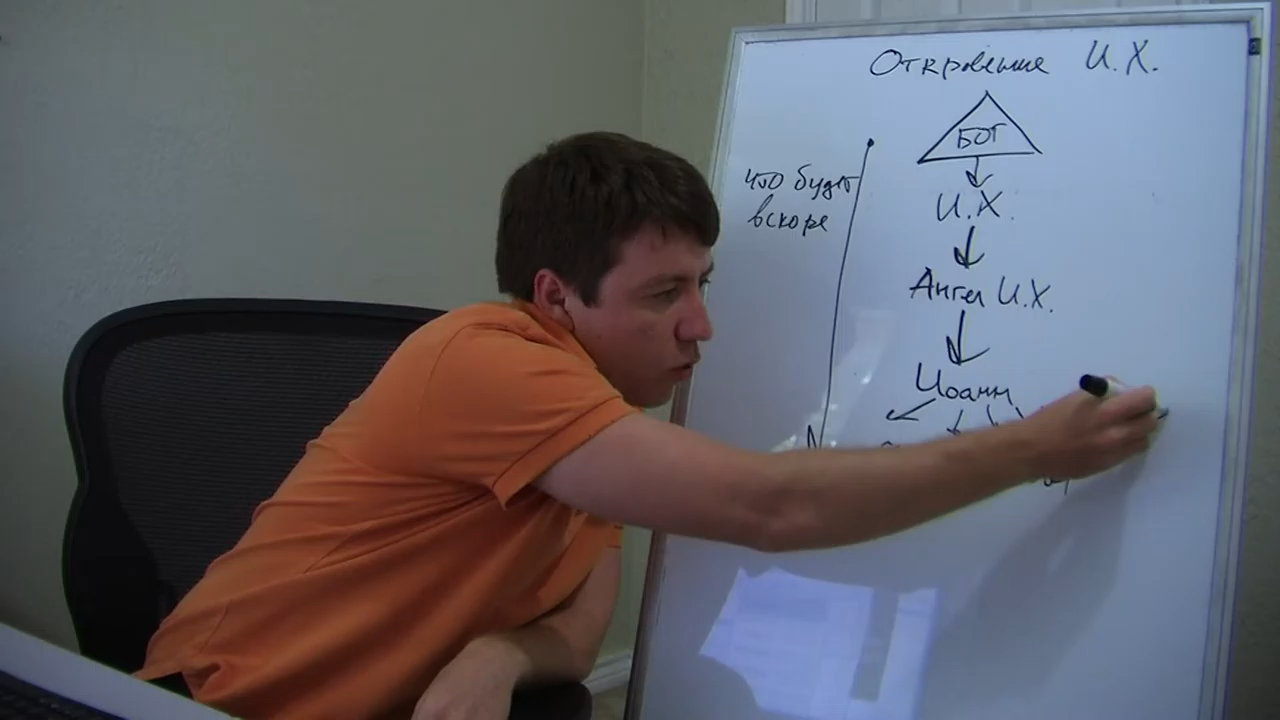 Откровение И.Х.
БОГ
что будет
вскоре
И.Х.
Ангел И.Х.
Иоанн